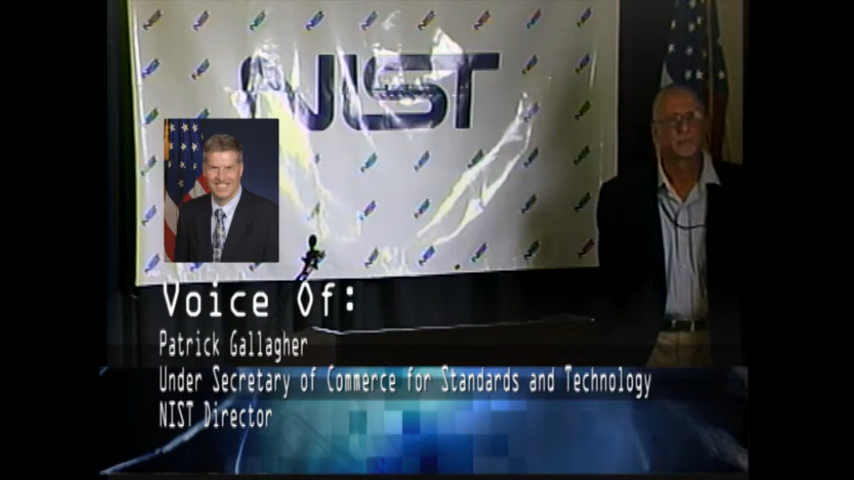 NIST
Voice Of:
Patrick Gallagher
Under Secretary of Commerce for Standards and Technology
NIST Director